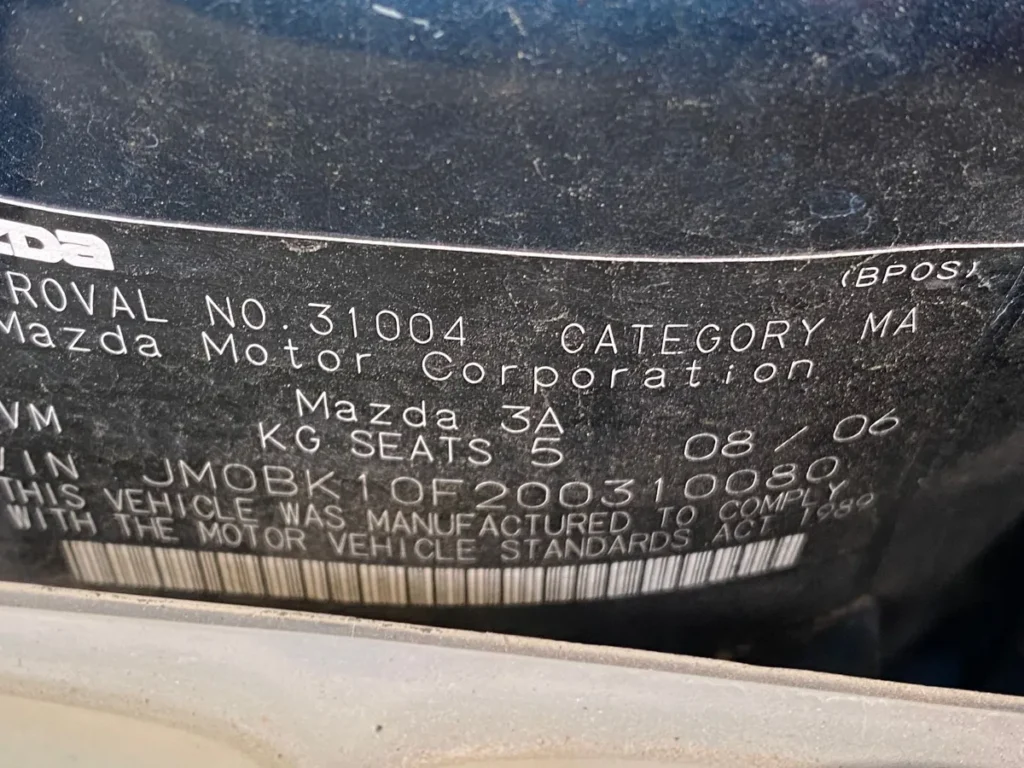 zDa
(BPOS)
ROVAL NO. 31004 CATEGORY MA
Mazda Motor Corporation
Mazda 3A 08/06
VM KG SEATS 5
VIN JM0BK10F200310080
THIS VEHICLE WAS MANUFACTURED TO COMPLY
WITH THE MOTOR VEHICLE STANDARDS ACT 1989